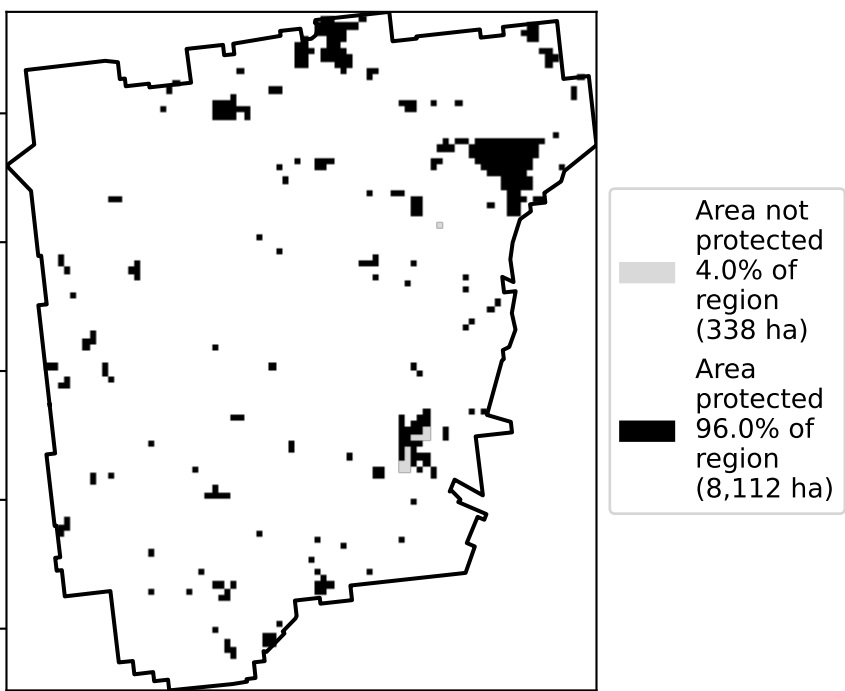 Area not
protected
4.0% of
region
(338 ha)
Area
protected
96.0% of
region
(8,112 ha)